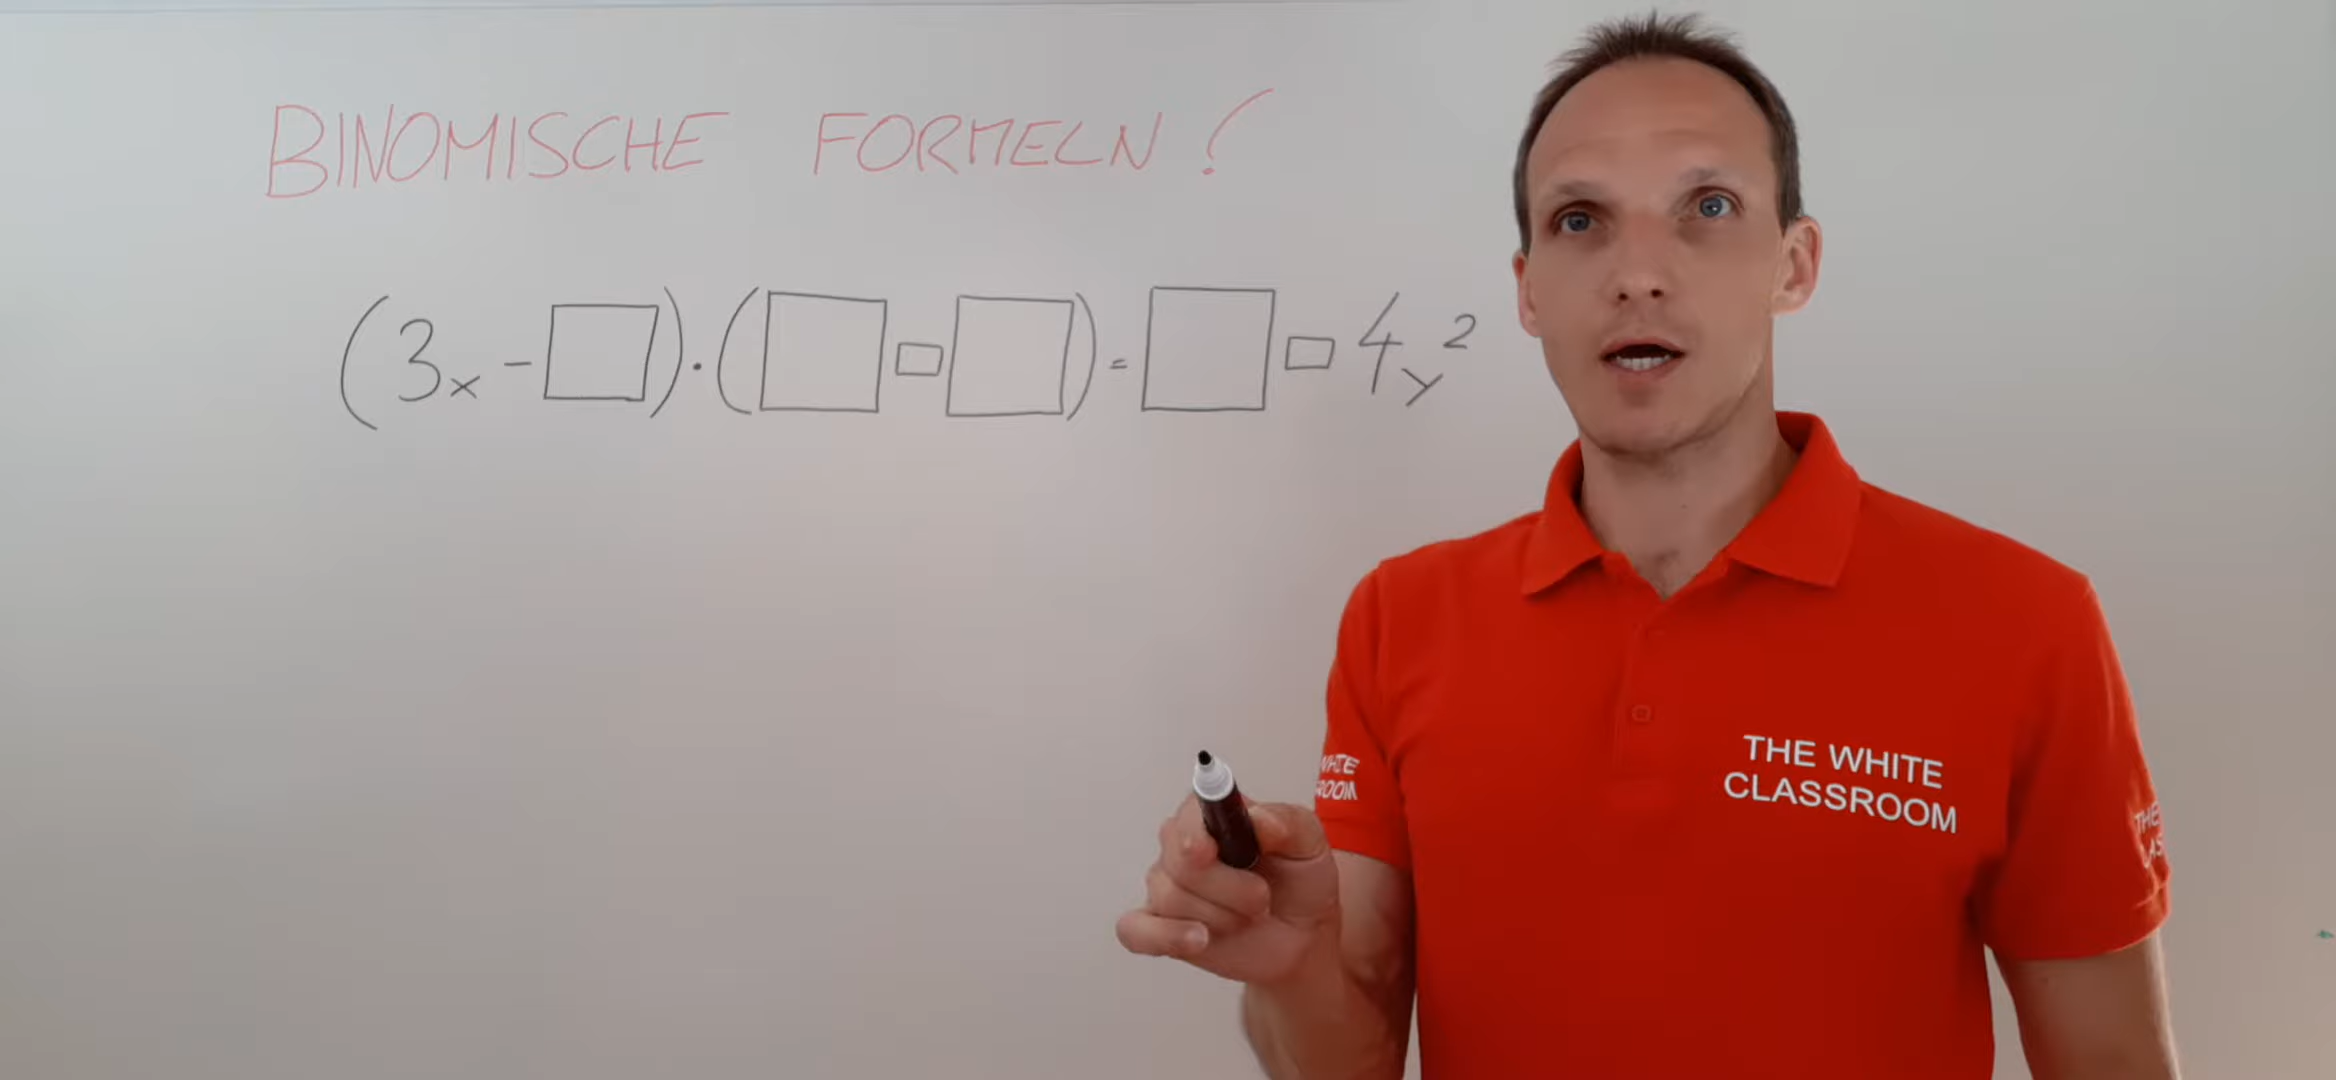 BINOMISCHE FORMELN?
(3x - □) · (□ □ □) = □ □ 4y²
THE WHITE
CLASSROOM